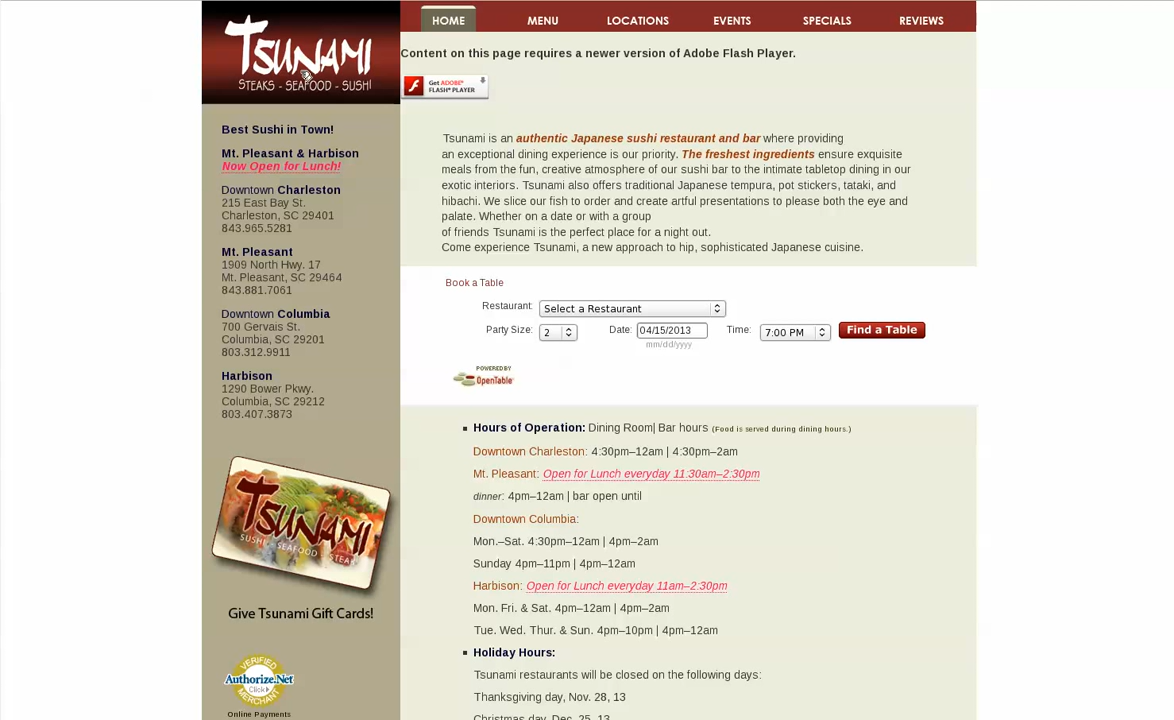 TSUNAMI
STEAKS - SEAFOOD - SUSHI
HOME MENU LOCATIONS EVENTS SPECIALS REVIEWS
Content on this page requires a newer version of Adobe Flash Player.
Get ADOBE®
FLASH® PLAYER
Best Sushi in Town!
Mt. Pleasant & Harbison
Now Open for Lunch!
Downtown Charleston
215 East Bay St.
Charleston, SC 29401
843.965.5281
Mt. Pleasant
1909 North Hwy. 17
Mt. Pleasant, SC 29464
843.881.7061
Downtown Columbia
700 Gervais St.
Columbia, SC 29201
803.312.9911
Harbison
1290 Bower Pkwy.
Columbia, SC 29212
803.407.3873
TSUNAMI
SUSHI - SEAFOOD - STEAK
Give Tsunami Gift Cards!
VERIFIED
Authorize.Net
Click
MERCHANT
Online Payments
Tsunami is an authentic Japanese sushi restaurant and bar where providing
an exceptional dining experience is our priority. The freshest ingredients ensure exquisite
meals from the fun, creative atmosphere of our sushi bar to the intimate tabletop dining in our
exotic interiors. Tsunami also offers traditional Japanese tempura, pot stickers, tataki, and
hibachi. We slice our fish to order and create artful presentations to please both the eye and
palate. Whether on a date or with a group
of friends Tsunami is the perfect place for a night out.
Come experience Tsunami, a new approach to hip, sophisticated Japanese cuisine.
Book a Table
Restaurant: Select a Restaurant
Party Size: 2 Date: 04/15/2013 Time: 7:00 PM Find a Table
mm/dd/yyyy
POWERED BY
OpenTable
Hours of Operation: Dining Room| Bar hours (Food is served during dining hours.)
Downtown Charleston: 4:30pm–12am | 4:30pm–2am
Mt. Pleasant: Open for Lunch everyday 11:30am–2:30pm
dinner: 4pm–12am | bar open until
Downtown Columbia:
Mon.–Sat. 4:30pm–12am | 4pm–2am
Sunday 4pm–11pm | 4pm–12am
Harbison: Open for Lunch everyday 11am–2:30pm
Mon. Fri. & Sat. 4pm–12am | 4pm–2am
Tue. Wed. Thur. & Sun. 4pm–10pm | 4pm–12am
Holiday Hours:
Tsunami restaurants will be closed on the following days:
Thanksgiving day, Nov. 28, 13
Christmas day, Dec. 25, 13